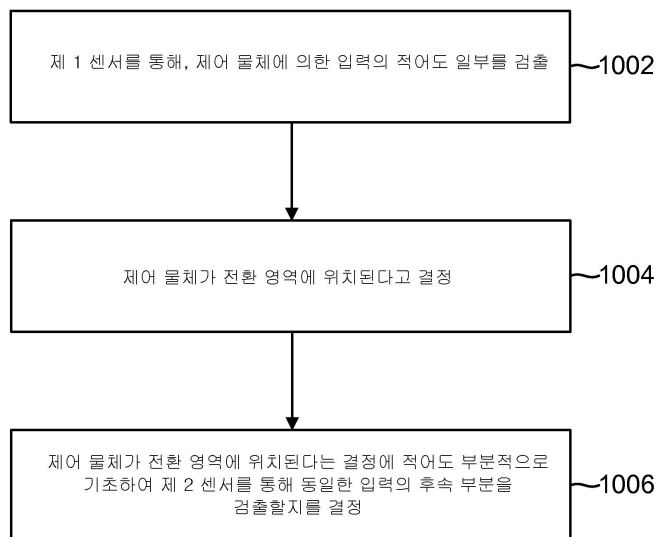 제 1 센서를 통해, 제어 물체에 의한 입력의 적어도 일부를 검출
1002
제어 물체가 전환 영역에 위치된다고 결정
1004
제어 물체가 전환 영역에 위치된다는 결정에 적어도 부분적으로
기초하여 제 2 센서를 통해 동일한 입력의 후속 부분을
검출할지를 결정
1006